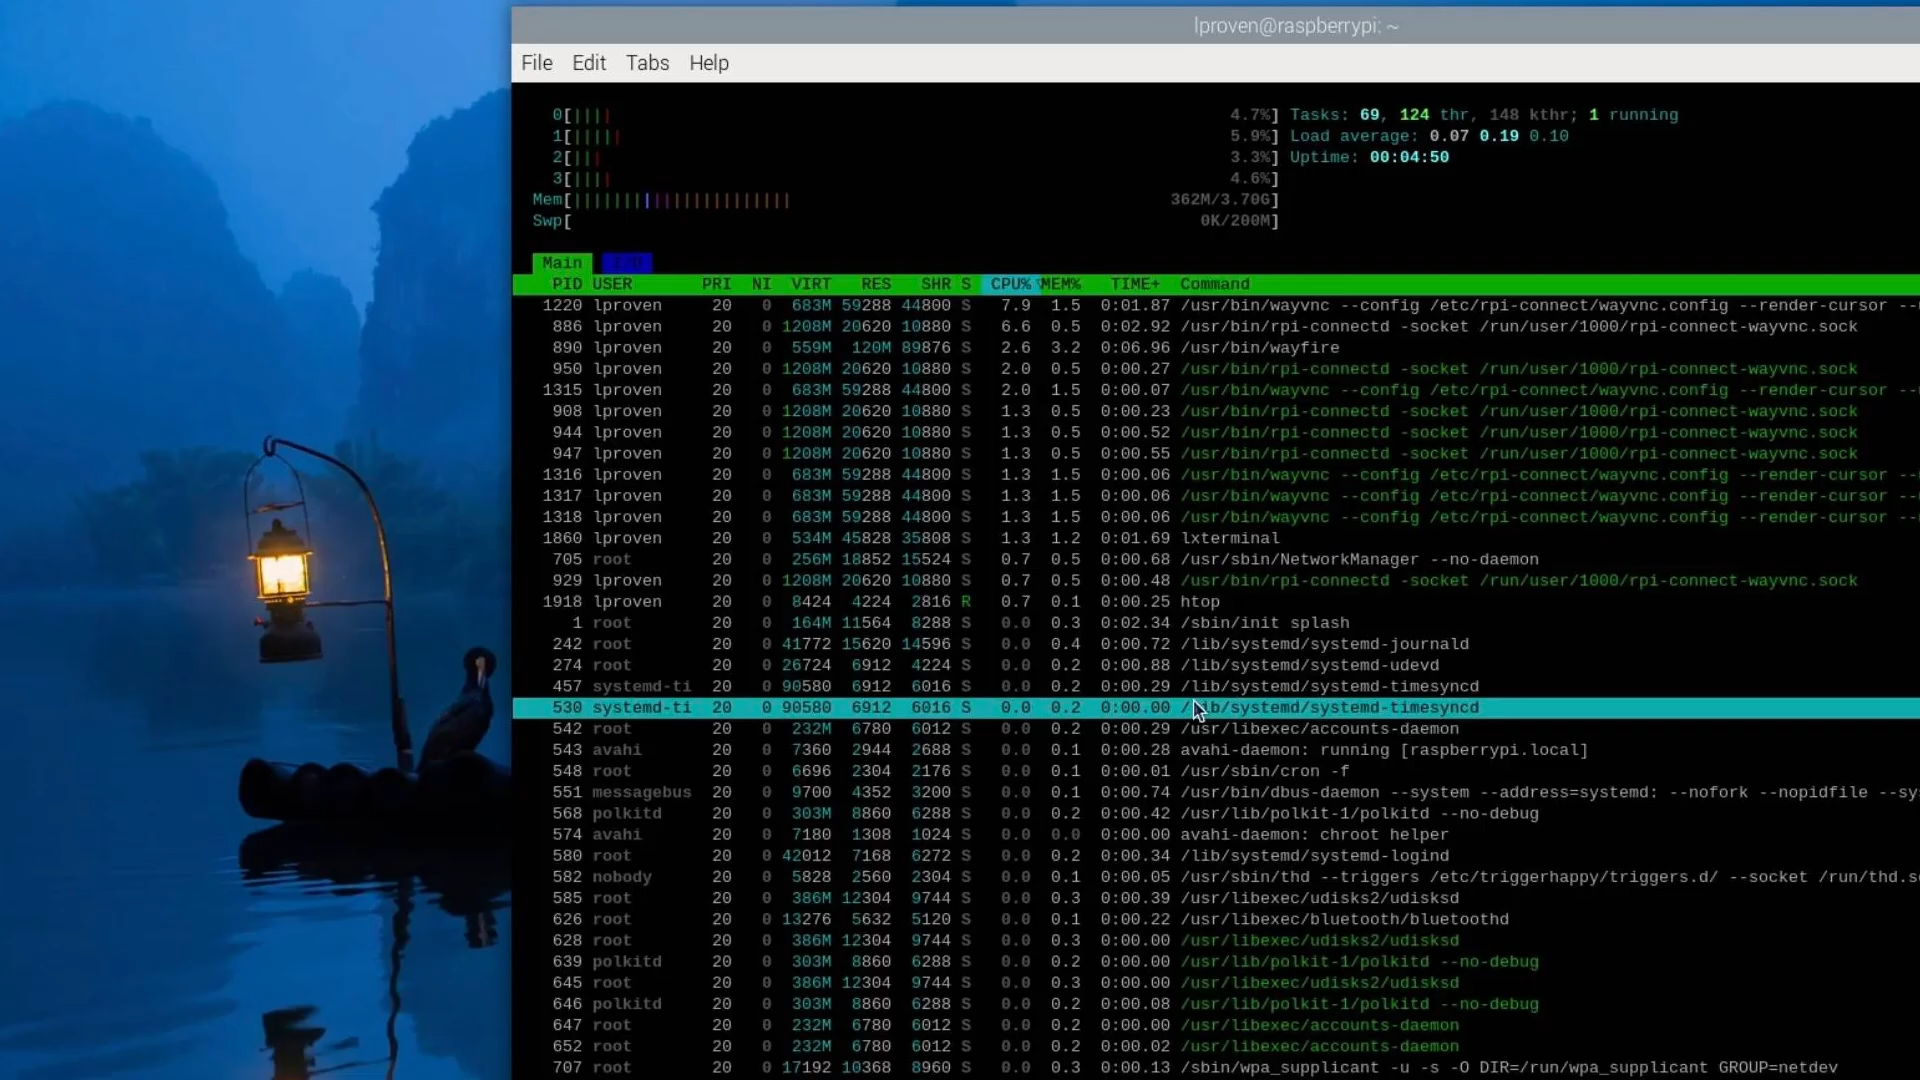 lproven@raspberrypi: ~
File Edit Tabs Help
0[|||| 4.7%] Tasks: 69, 124 thr, 148 kthr; 1 running
1[||||| 5.9%] Load average: 0.07 0.19 0.10
2[||| 3.3%] Uptime: 00:04:50
3[|||| 4.6%]
Mem[|||||||||||||||||||||| 362M/3.70G]
Swp[ 0K/200M]
Main I/O
PID USER PRI NI VIRT RES SHR S CPU%▽MEM% TIME+ Command
1220 lproven 20 0 683M 59288 44800 S 7.9 1.5 0:01.87 /usr/bin/wayvnc --config /etc/rpi-connect/wayvnc.config --render-cursor --
886 lproven 20 0 1208M 20620 10880 S 6.6 0.5 0:02.92 /usr/bin/rpi-connectd -socket /run/user/1000/rpi-connect-wayvnc.sock
890 lproven 20 0 559M 120M 89876 S 2.6 3.2 0:06.96 /usr/bin/wayfire
950 lproven 20 0 1208M 20620 10880 S 2.0 0.5 0:00.27 /usr/bin/rpi-connectd -socket /run/user/1000/rpi-connect-wayvnc.sock
1315 lproven 20 0 683M 59288 44800 S 2.0 1.5 0:00.07 /usr/bin/wayvnc --config /etc/rpi-connect/wayvnc.config --render-cursor --
908 lproven 20 0 1208M 20620 10880 S 1.3 0.5 0:00.23 /usr/bin/rpi-connectd -socket /run/user/1000/rpi-connect-wayvnc.sock
944 lproven 20 0 1208M 20620 10880 S 1.3 0.5 0:00.52 /usr/bin/rpi-connectd -socket /run/user/1000/rpi-connect-wayvnc.sock
947 lproven 20 0 1208M 20620 10880 S 1.3 0.5 0:00.55 /usr/bin/rpi-connectd -socket /run/user/1000/rpi-connect-wayvnc.sock
1316 lproven 20 0 683M 59288 44800 S 1.3 1.5 0:00.06 /usr/bin/wayvnc --config /etc/rpi-connect/wayvnc.config --render-cursor --
1317 lproven 20 0 683M 59288 44800 S 1.3 1.5 0:00.06 /usr/bin/wayvnc --config /etc/rpi-connect/wayvnc.config --render-cursor --
1318 lproven 20 0 683M 59288 44800 S 1.3 1.5 0:00.06 /usr/bin/wayvnc --config /etc/rpi-connect/wayvnc.config --render-cursor --
1860 lproven 20 0 534M 45828 35808 S 1.3 1.2 0:01.69 lxterminal
705 root 20 0 256M 18852 15524 S 0.7 0.5 0:00.68 /usr/sbin/NetworkManager --no-daemon
929 lproven 20 0 1208M 20620 10880 S 0.7 0.5 0:00.48 /usr/bin/rpi-connectd -socket /run/user/1000/rpi-connect-wayvnc.sock
1918 lproven 20 0 8424 4224 2816 R 0.7 0.1 0:00.25 htop
1 root 20 0 164M 11564 8288 S 0.0 0.3 0:02.34 /sbin/init splash
242 root 20 0 41772 15620 14596 S 0.0 0.4 0:00.72 /lib/systemd/systemd-journald
274 root 20 0 26724 6912 4224 S 0.0 0.2 0:00.88 /lib/systemd/systemd-udevd
457 systemd-ti 20 0 90580 6912 6016 S 0.0 0.2 0:00.29 /lib/systemd/systemd-timesyncd
530 systemd-ti 20 0 90580 6912 6016 S 0.0 0.2 0:00.00 /lib/systemd/systemd-timesyncd
542 root 20 0 232M 6780 6012 S 0.0 0.2 0:00.29 /usr/libexec/accounts-daemon
543 avahi 20 0 7360 2944 2688 S 0.0 0.1 0:00.28 avahi-daemon: running [raspberrypi.local]
548 root 20 0 6696 2304 2176 S 0.0 0.1 0:00.01 /usr/sbin/cron -f
551 messagebus 20 0 9700 4352 3200 S 0.0 0.1 0:00.74 /usr/bin/dbus-daemon --system --address=systemd: --nofork --nopidfile --sy
568 polkitd 20 0 303M 8860 6288 S 0.0 0.2 0:00.42 /usr/lib/polkit-1/polkitd --no-debug
574 avahi 20 0 7180 1308 1024 S 0.0 0.0 0:00.00 avahi-daemon: chroot helper
580 root 20 0 42012 7168 6272 S 0.0 0.2 0:00.34 /lib/systemd/systemd-logind
582 nobody 20 0 5828 2560 2304 S 0.0 0.1 0:00.05 /usr/sbin/thd --triggers /etc/triggerhappy/triggers.d/ --socket /run/thd.s
585 root 20 0 386M 12304 9744 S 0.0 0.3 0:00.39 /usr/libexec/udisks2/udisksd
626 root 20 0 13276 5632 5120 S 0.0 0.1 0:00.22 /usr/libexec/bluetooth/bluetoothd
628 root 20 0 386M 12304 9744 S 0.0 0.3 0:00.00 /usr/libexec/udisks2/udisksd
639 polkitd 20 0 303M 8860 6288 S 0.0 0.2 0:00.00 /usr/lib/polkit-1/polkitd --no-debug
645 root 20 0 386M 12304 9744 S 0.0 0.3 0:00.00 /usr/libexec/udisks2/udisksd
646 polkitd 20 0 303M 8860 6288 S 0.0 0.2 0:00.08 /usr/lib/polkit-1/polkitd --no-debug
647 root 20 0 232M 6780 6012 S 0.0 0.2 0:00.00 /usr/libexec/accounts-daemon
652 root 20 0 232M 6780 6012 S 0.0 0.2 0:00.02 /usr/libexec/accounts-daemon
707 root 20 0 17192 10368 8960 S 0.0 0.3 0:00.13 /sbin/wpa_supplicant -u -s -O DIR=/run/wpa_supplicant GROUP=netdev